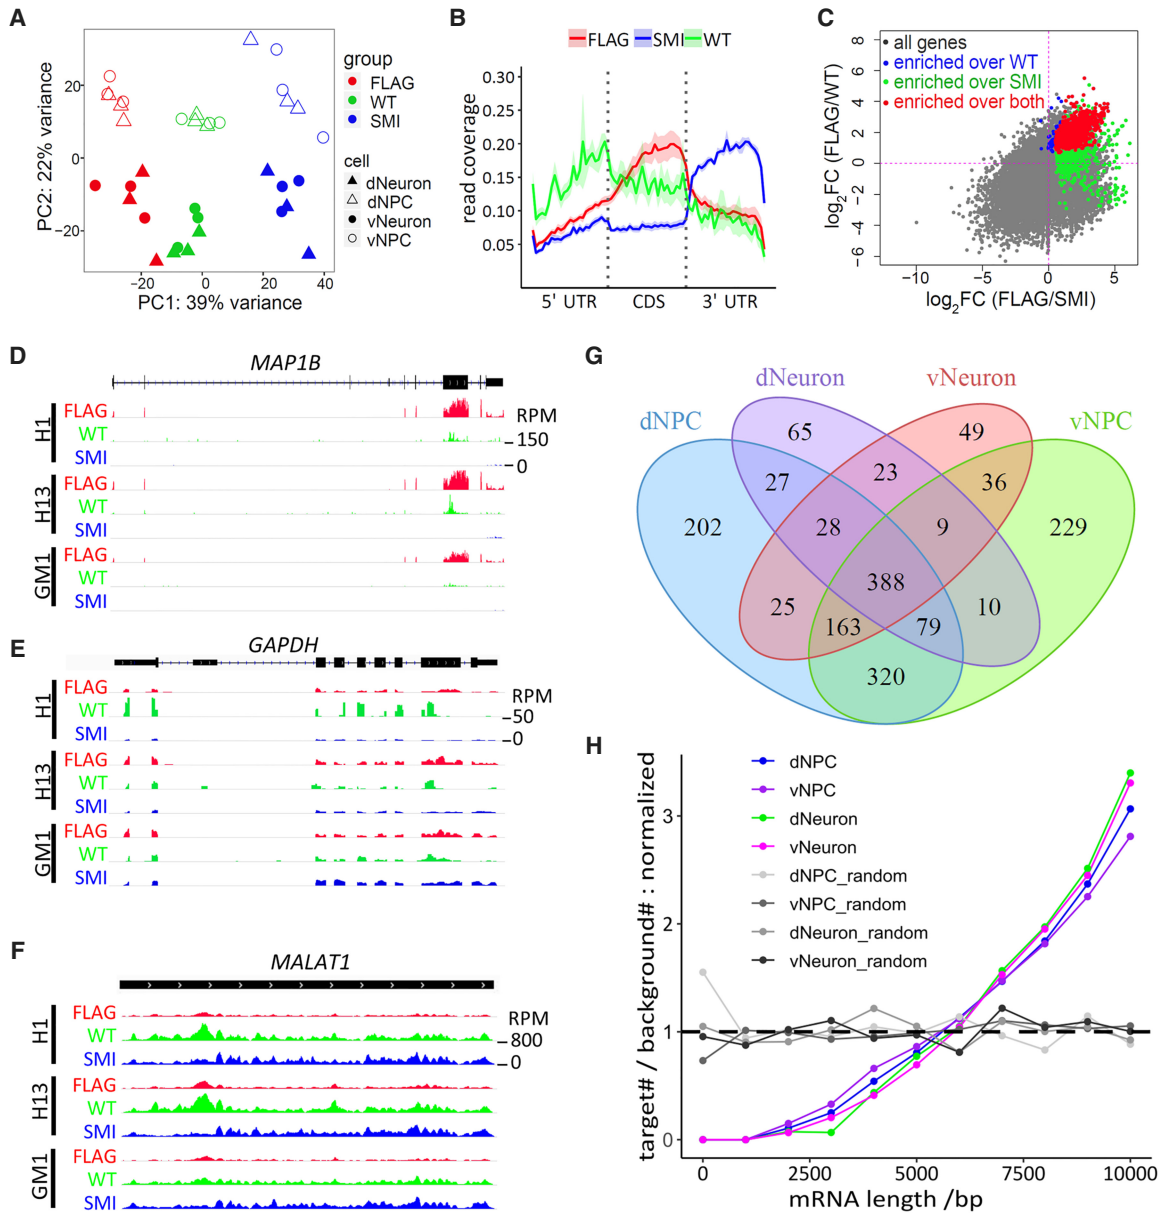 A
PC2: 22% variance
20
0
−20
−20
0
20
40
PC1: 39% variance
group
FLAG
WT
SMI
cell
dNeuron
dNPC
vNeuron
vNPC
B
FLAG
SMI
WT
read coverage
0.30
0.25
0.20
0.15
0.10
0.05
5' UTR
CDS
3' UTR
C
log2FC (FLAG/WT)
8
6
4
2
0
−2
−4
−6
all genes
enriched over WT
enriched over SMI
enriched over both
−10
−5
0
5
log2FC (FLAG/SMI)
D
MAP1B
H1
FLAG
WT
SMI
RPM
150
0
H13
FLAG
WT
SMI
GM1
FLAG
WT
SMI
E
GAPDH
H1
FLAG
WT
SMI
RPM
50
0
H13
FLAG
WT
SMI
GM1
FLAG
WT
SMI
F
MALAT1
H1
FLAG
WT
SMI
RPM
800
0
H13
FLAG
WT
SMI
GM1
FLAG
WT
SMI
G
dNeuron
vNeuron
dNPC
vNPC
65
49
27
23
36
202
28
9
229
388
25
10
163
79
320
H
target# / background# : normalized
3
2
1
0
dNPC
vNPC
dNeuron
vNeuron
dNPC_random
vNPC_random
dNeuron_random
vNeuron_random
0
2500
5000
7500
10000
mRNA length /bp